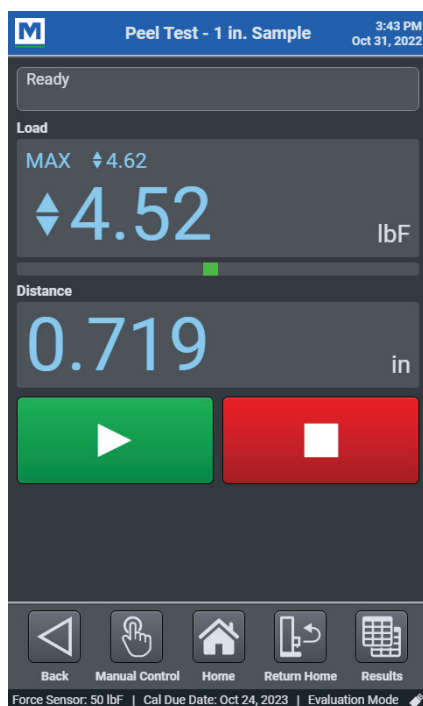 M
Peel Test - 1 in. Sample
3:43 PM
Oct 31, 2022
Ready
Load
MAX 4.62
4.52
lbF
Distance
0.719
in
Back Manual Control Home Return Home Results
Force Sensor: 50 lbF | Cal Due Date: Oct 24, 2023 | Evaluation Mode